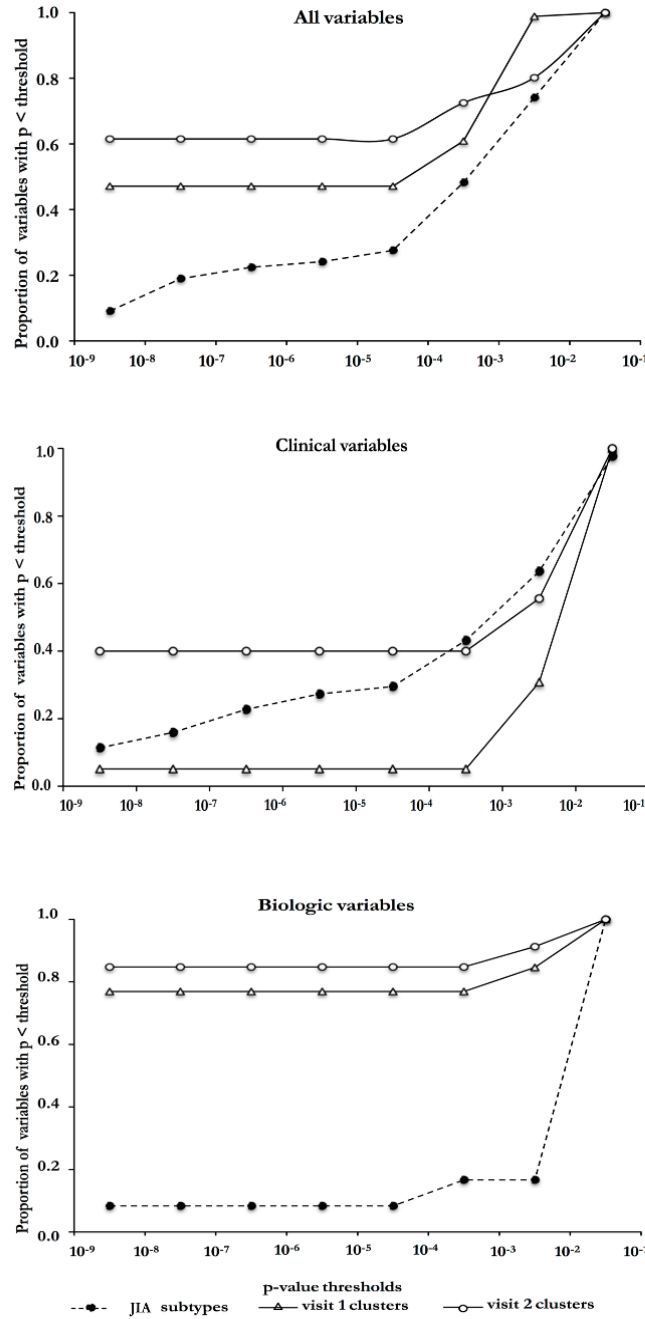 All variables
Proportion of variables with p < threshold
1.0
0.8
0.6
0.4
0.2
0.0
10-9 10-8 10-7 10-6 10-5 10-4 10-3 10-2 10-1
Clinical variables
Proportion of variables with p < threshold
1.0
0.8
0.6
0.4
0.2
0.0
10-9 10-8 10-7 10-6 10-5 10-4 10-3 10-2 10-1
Biologic variables
Proportion of variables with p < threshold
1.0
0.8
0.6
0.4
0.2
0.0
10-9 10-8 10-7 10-6 10-5 10-4 10-3 10-2 10-1
p-value thresholds
JIA subtypes visit 1 clusters visit 2 clusters